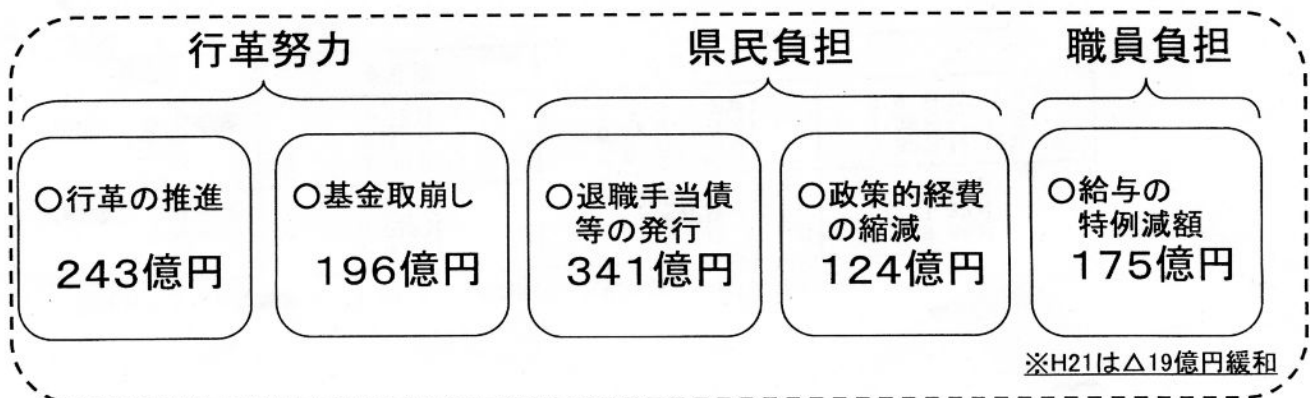 行革努力
県民負担
職員負担
○行革の推進
243億円
○基金取崩し
196億円
○退職手当債
等の発行
341億円
○政策的経費
の縮減
124億円
○給与の
特例減額
175億円
※H21は△19億円緩和